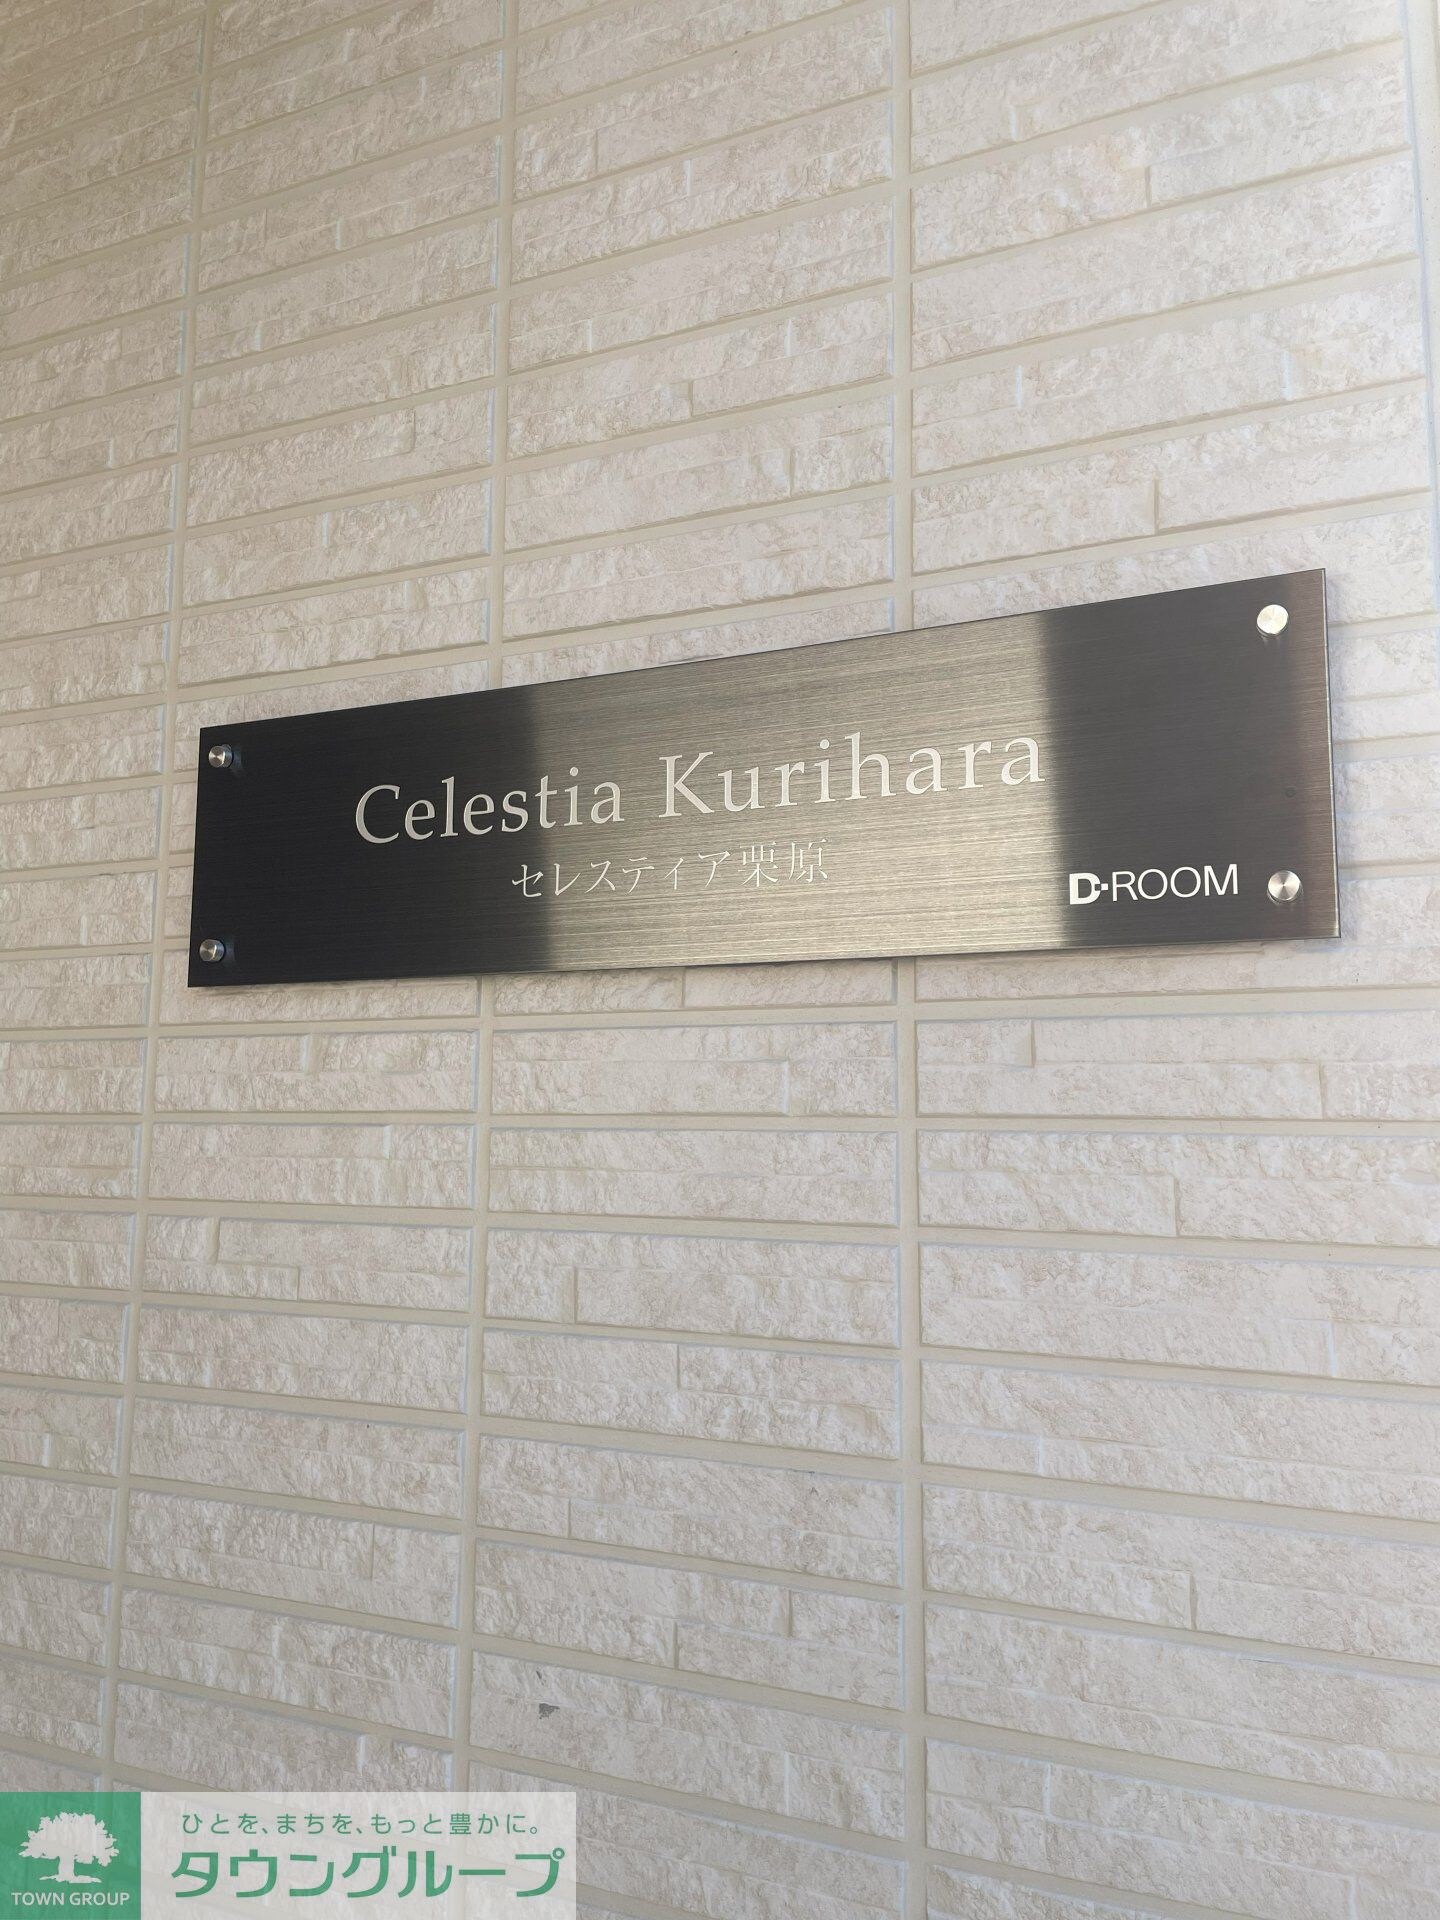 Celestia Kurihara
セレスティア栗原
D-ROOM
ひとを、まちを、もっと豊かに。
タウングループ
TOWN GROUP